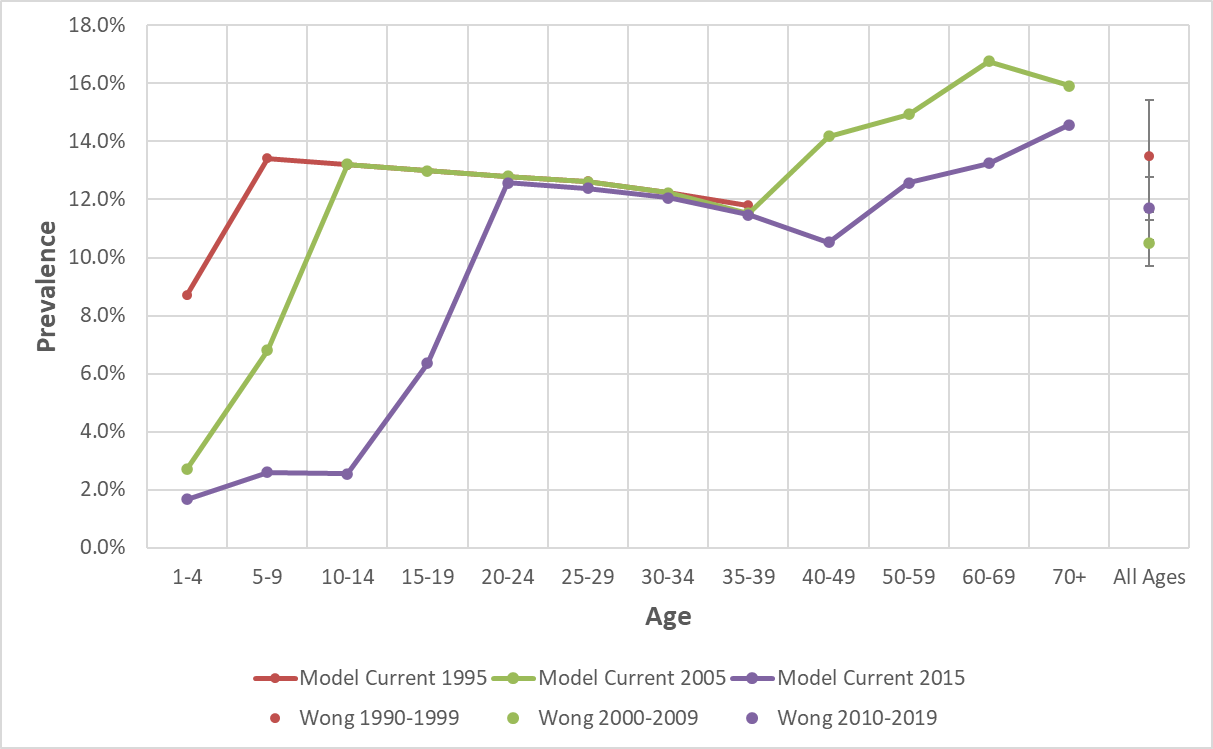 18.0%
16.0%
14.0%
12.0%
10.0%
8.0%
6.0%
4.0%
2.0%
0.0%
Prevalence
1-4 5-9 10-14 15-19 20-24 25-29 30-34 35-39 40-49 50-59 60-69 70+ All Ages
Age
Model Current 1995 Model Current 2005 Model Current 2015
Wong 1990-1999 Wong 2000-2009 Wong 2010-2019